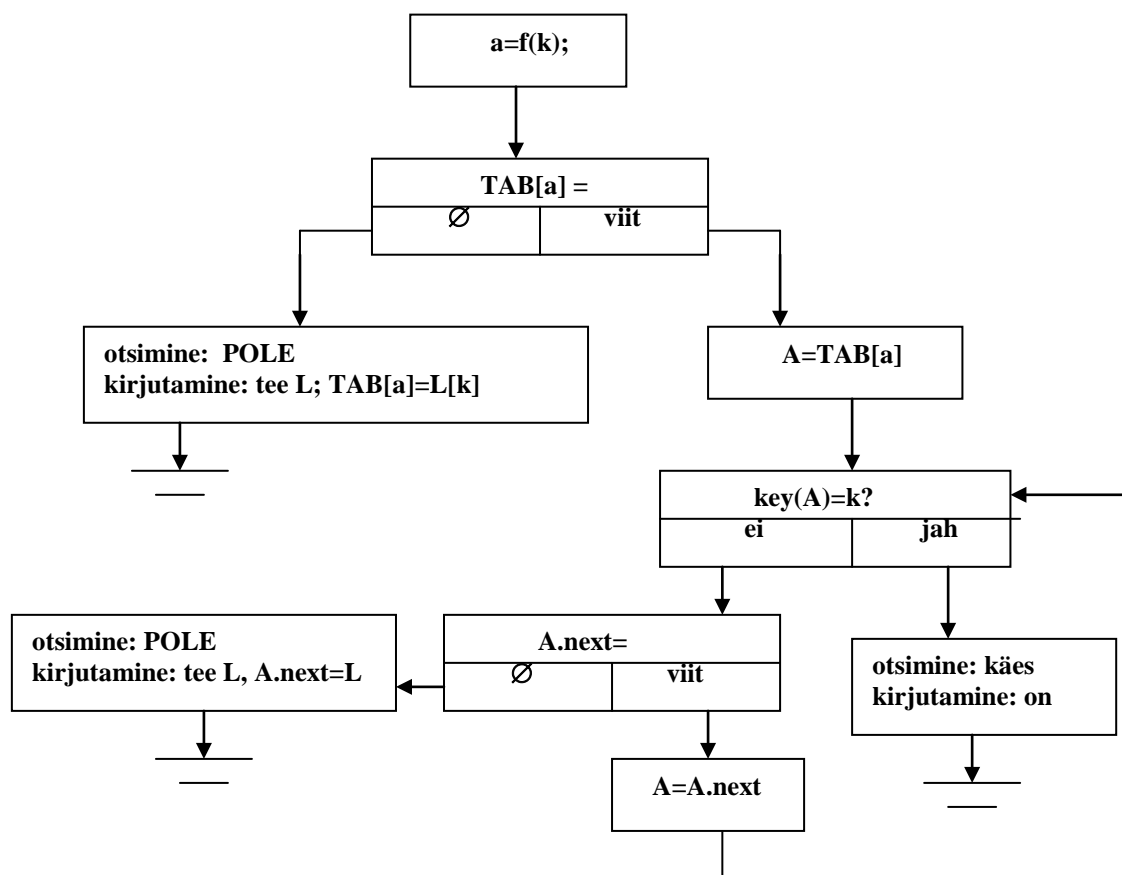 a=f(k);
TAB[a] =
∅ viit
otsimine: POLE
kirjutamine: tee L; TAB[a]=L[k]
A=TAB[a]
key(A)=k?
ei jah
otsimine: POLE
kirjutamine: tee L, A.next=L
A.next=
∅ viit
otsimine: käes
kirjutamine: on
A=A.next